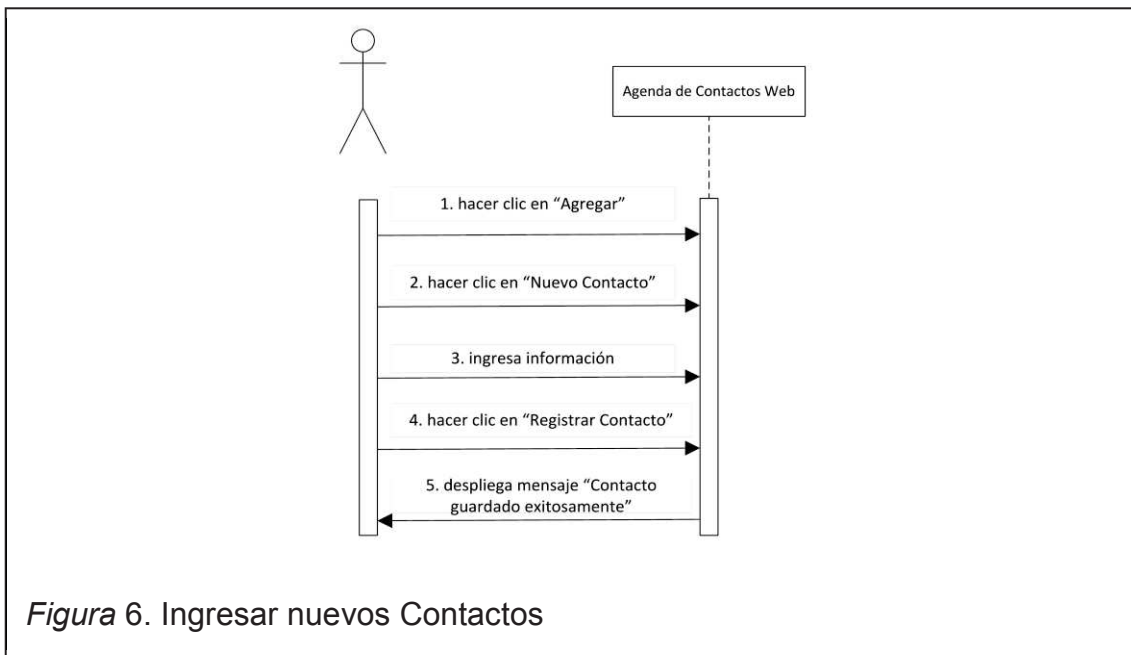 Agenda de Contactos Web
1. hacer clic en “Agregar”
2. hacer clic en “Nuevo Contacto”
3. ingresa información
4. hacer clic en “Registrar Contacto”
5. despliega mensaje “Contacto
guardado exitosamente”
Figura 6. Ingresar nuevos Contactos